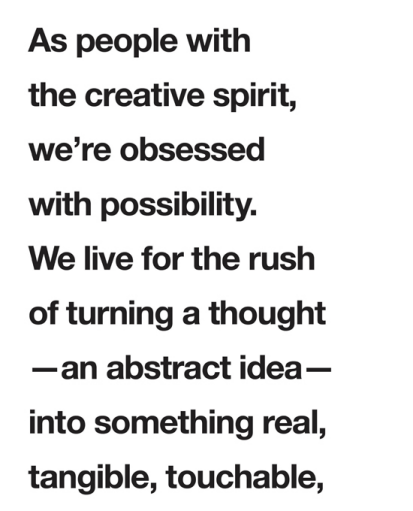 As people with
the creative spirit,
we’re obsessed
with possibility.
We live for the rush
of turning a thought
—an abstract idea—
into something real,
tangible, touchable,